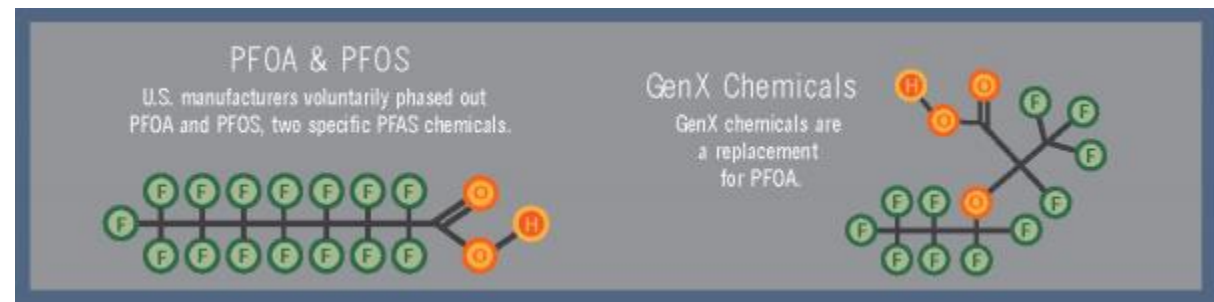 PFOA & PFOS
U.S. manufacturers voluntarily phased out
PFOA and PFOS, two specific PFAS chemicals.
F F F F F F F O
F H
F F F F F F F O
GenX Chemicals
GenX chemicals are
a replacement
for PFOA.
H O
O F F
F
F F O F
F F
F F F